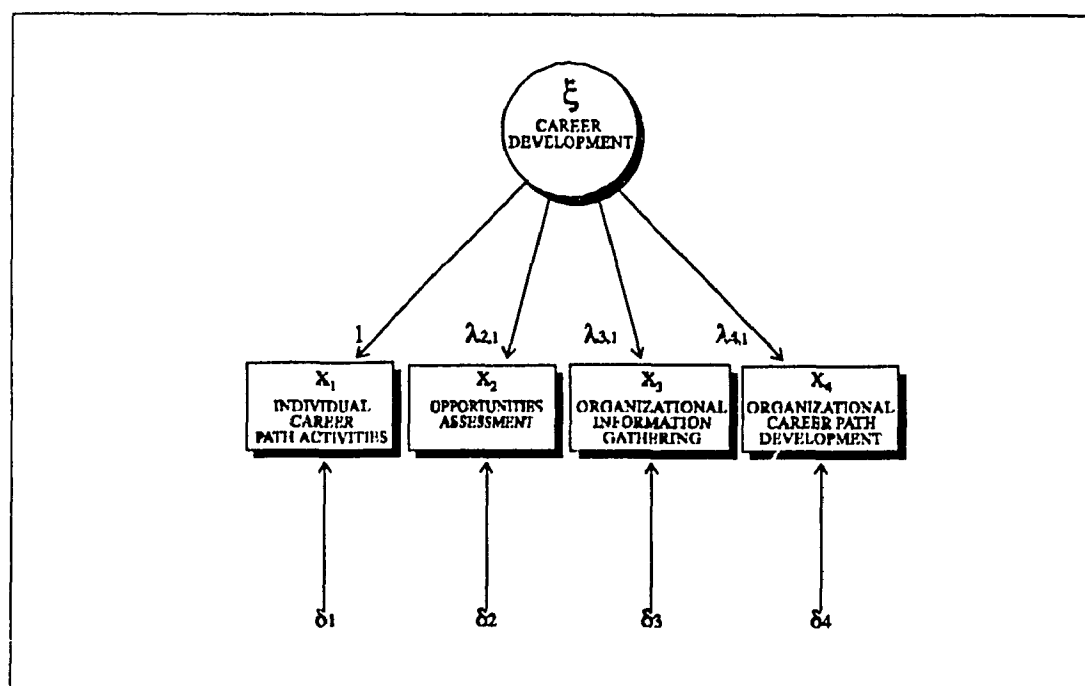 ξ
CAREER
DEVELOPMENT
1 λ2,1 λ3,1 λ4,1
X1 X2 X3 X4
INDIVIDUAL
CAREER
PATH ACTIVITIES
OPPORTUNITIES
ASSESSMENT
ORGANIZATIONAL
INFORMATION
GATHERING
ORGANIZATIONAL
CAREER PATH
DEVELOPMENT
δ1 δ2 δ3 δ4